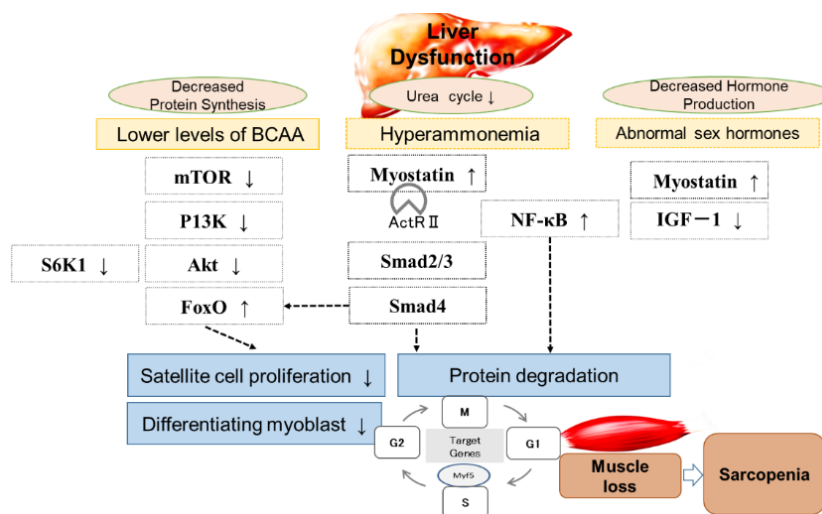 Liver
Dysfunction
Decreased
Protein Synthesis
Urea cycle ↓
Decreased Hormone
Production
Lower levels of BCAA
Hyperammonemia
Abnormal sex hormones
mTOR ↓
Myostatin ↑
Myostatin ↑
P13K ↓
ActR II
NF-κB ↑
IGF－1 ↓
S6K1 ↓
Akt ↓
Smad2/3
FoxO ↑
Smad4
Satellite cell proliferation ↓
Protein degradation
Differentiating myoblast ↓
M
G2
Target
Genes
G1
Myf5
S
Muscle
loss
Sarcopenia